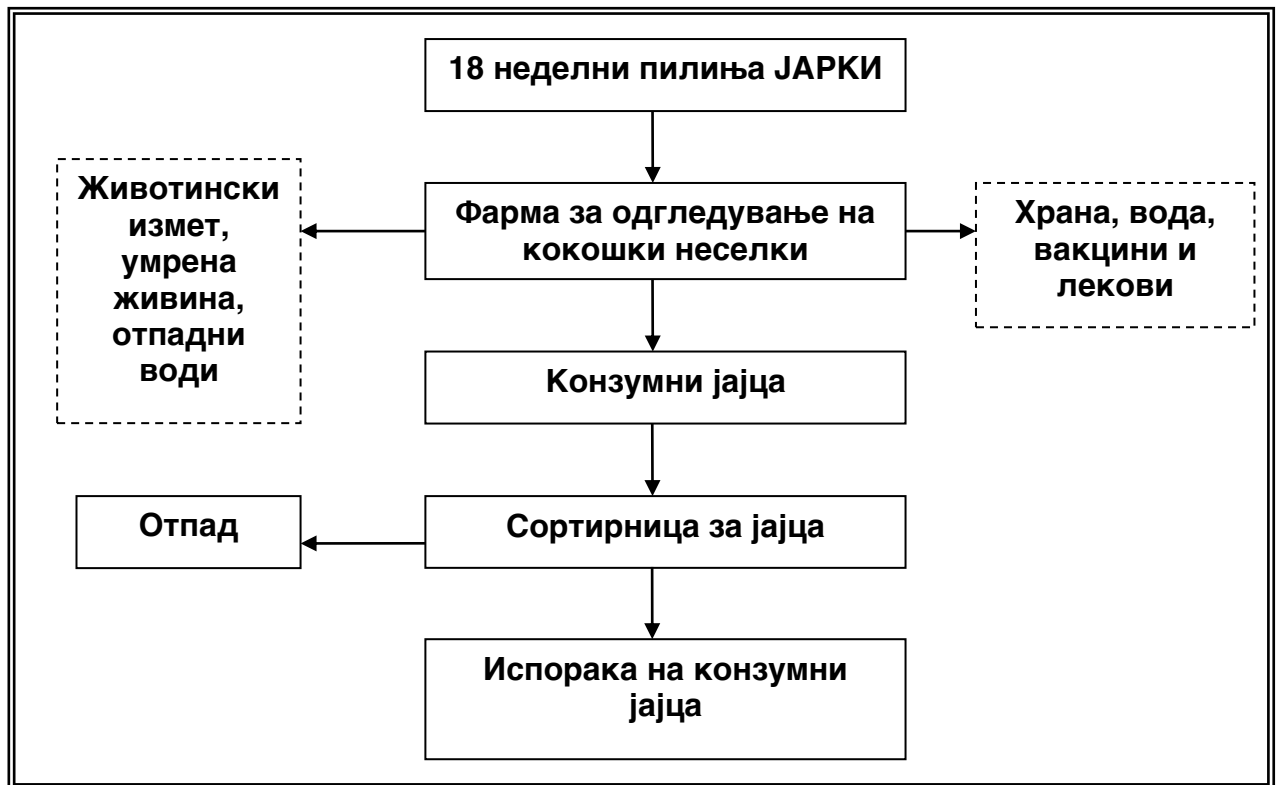 18 неделни пилиња ЈАРКИ
Животински
измет,
умрена
живина,
отпадни
води
Фарма за одгледување на
кокошки неселки
Храна, вода,
вакцини и
лекови
Конзумни јајца
Отпад
Сортирница за јајца
Испорака на конзумни
јајца